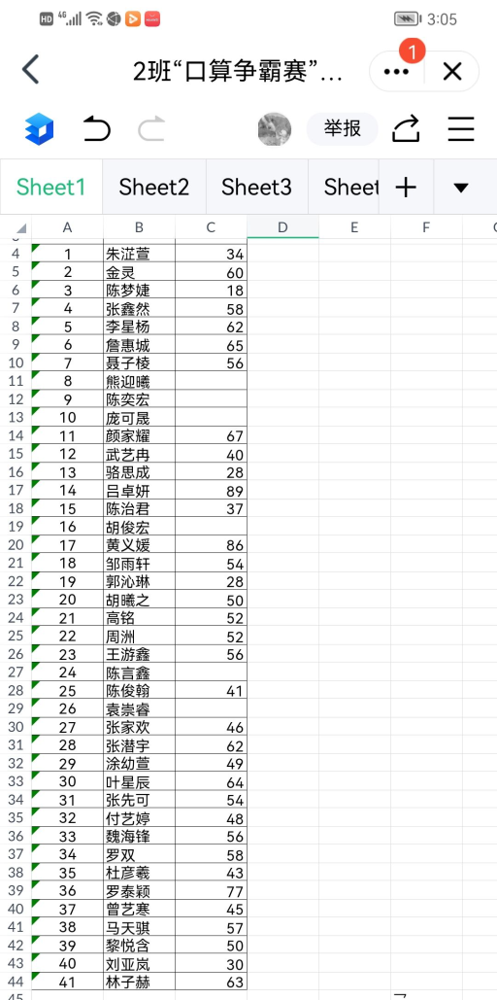 HD 4G 3:05
1
2班“口算争霸赛”...
举报
Sheet1 Sheet2 Sheet3 Sheet
A B C D E F
4 1 朱涖萱 34
5 2 金灵 60
6 3 陈梦婕 18
7 4 张鑫然 58
8 5 李星杨 62
9 6 詹惠城 65
10 7 聂子棱 56
11 8 熊迎曦
12 9 陈奕宏
13 10 庞可晟
14 11 颜家耀 67
15 12 武艺冉 40
16 13 骆思成 28
17 14 吕卓妍 89
18 15 陈治君 37
19 16 胡俊宏
20 17 黄义媛 86
21 18 邹雨轩 54
22 19 郭沁琳 28
23 20 胡曦之 50
24 21 高铭 52
25 22 周洲 52
26 23 王游鑫 56
27 24 陈言鑫
28 25 陈俊翰 41
29 26 袁崇睿
30 27 张家欢 46
31 28 张潜宇 62
32 29 涂幼萱 49
33 30 叶星辰 64
34 31 张先可 54
35 32 付艺婷 48
36 33 魏海锋 56
37 34 罗双 58
38 35 杜彦羲 43
39 36 罗泰颖 77
40 37 曾艺寒 45
41 38 马天骐 57
42 39 黎悦含 50
43 40 刘亚岚 30
44 41 林子赫 63
45